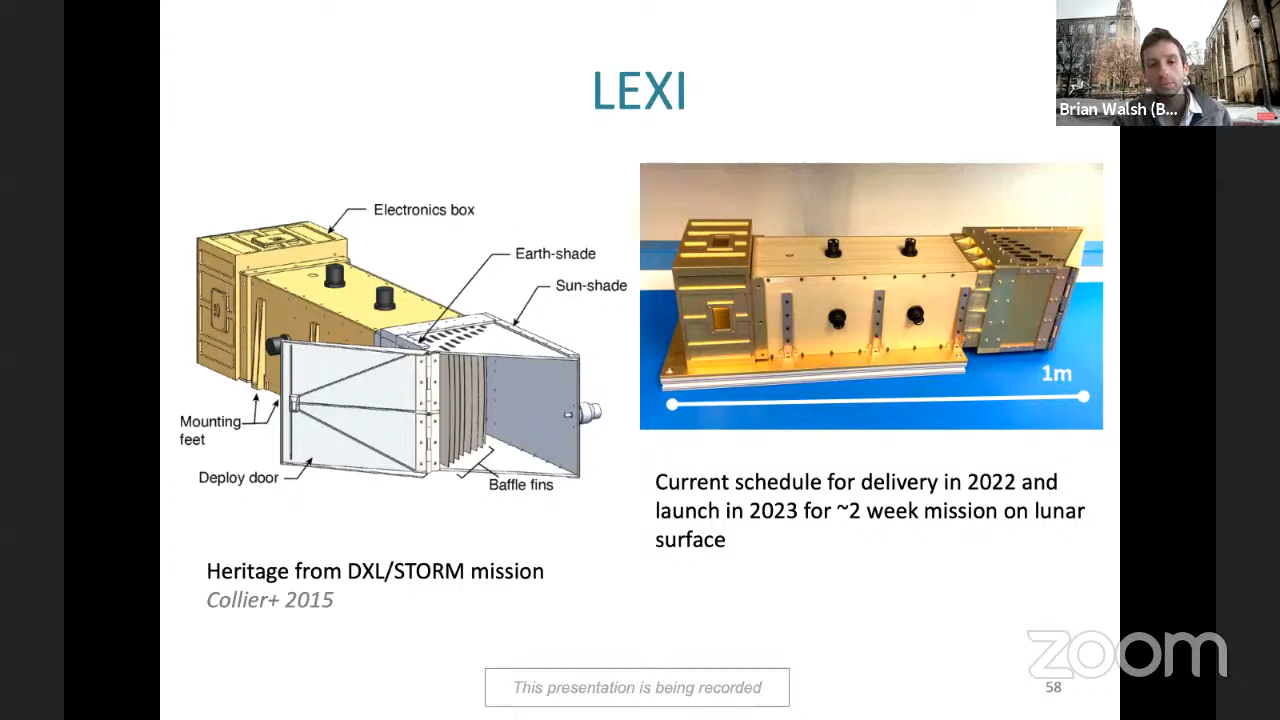 Brian Walsh (B...
LEXI
Electronics box
Earth-shade
Sun-shade
Mounting
feet
Deploy door
Baffle fins
1m
Current schedule for delivery in 2022 and
launch in 2023 for ~2 week mission on lunar
surface
Heritage from DXL/STORM mission
Collier+ 2015
zoom
This presentation is being recorded
58